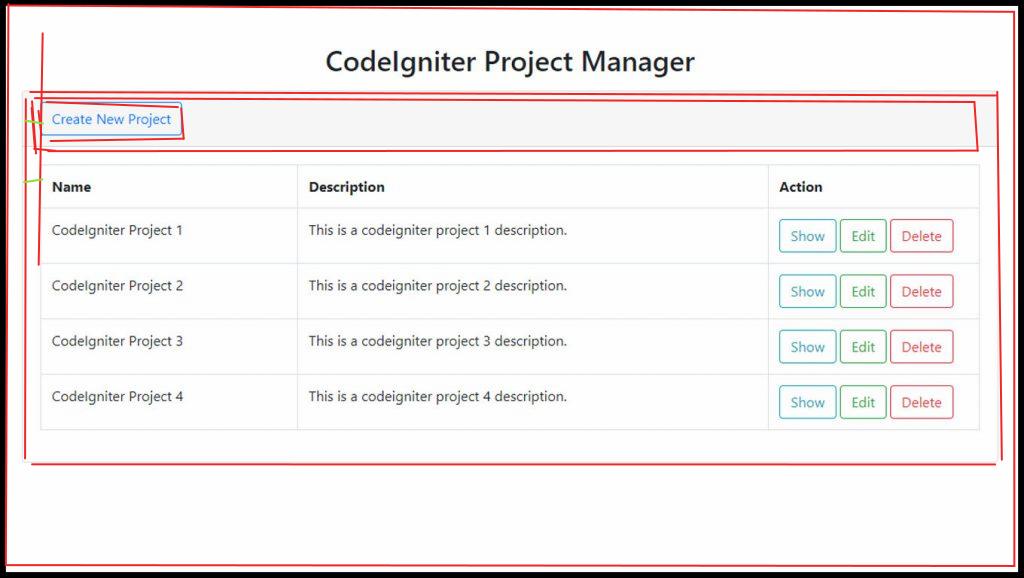 CodeIgniter Project Manager
Create New Project
Name Description Action
CodeIgniter Project 1 This is a codeigniter project 1 description. Show Edit Delete
CodeIgniter Project 2 This is a codeigniter project 2 description. Show Edit Delete
CodeIgniter Project 3 This is a codeigniter project 3 description. Show Edit Delete
CodeIgniter Project 4 This is a codeigniter project 4 description. Show Edit Delete